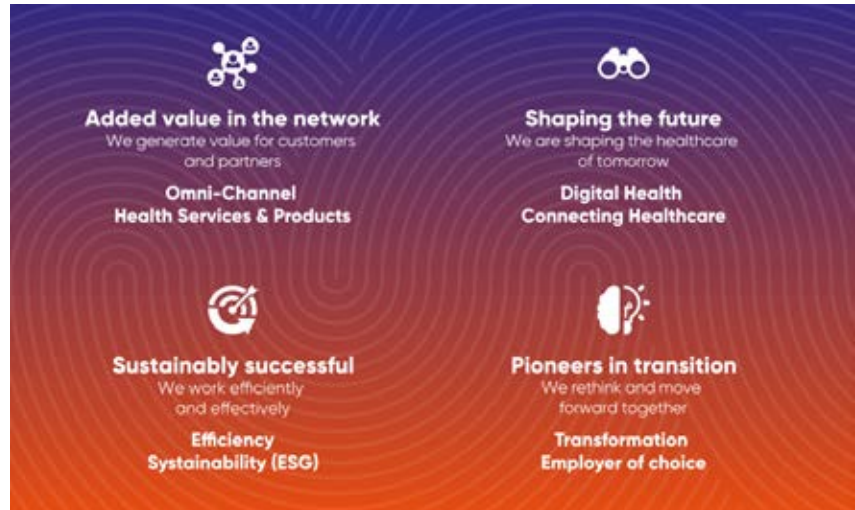 Added value in the network
We generate value for customers
and partners
Omni-Channel
Health Services & Products
Shaping the future
We are shaping the healthcare
of tomorrow
Digital Health
Connecting Healthcare
Sustainably successful
We work efficiently
and effectively
Efficiency
Systainability (ESG)
Pioneers in transition
We rethink and move
forward together
Transformation
Employer of choice